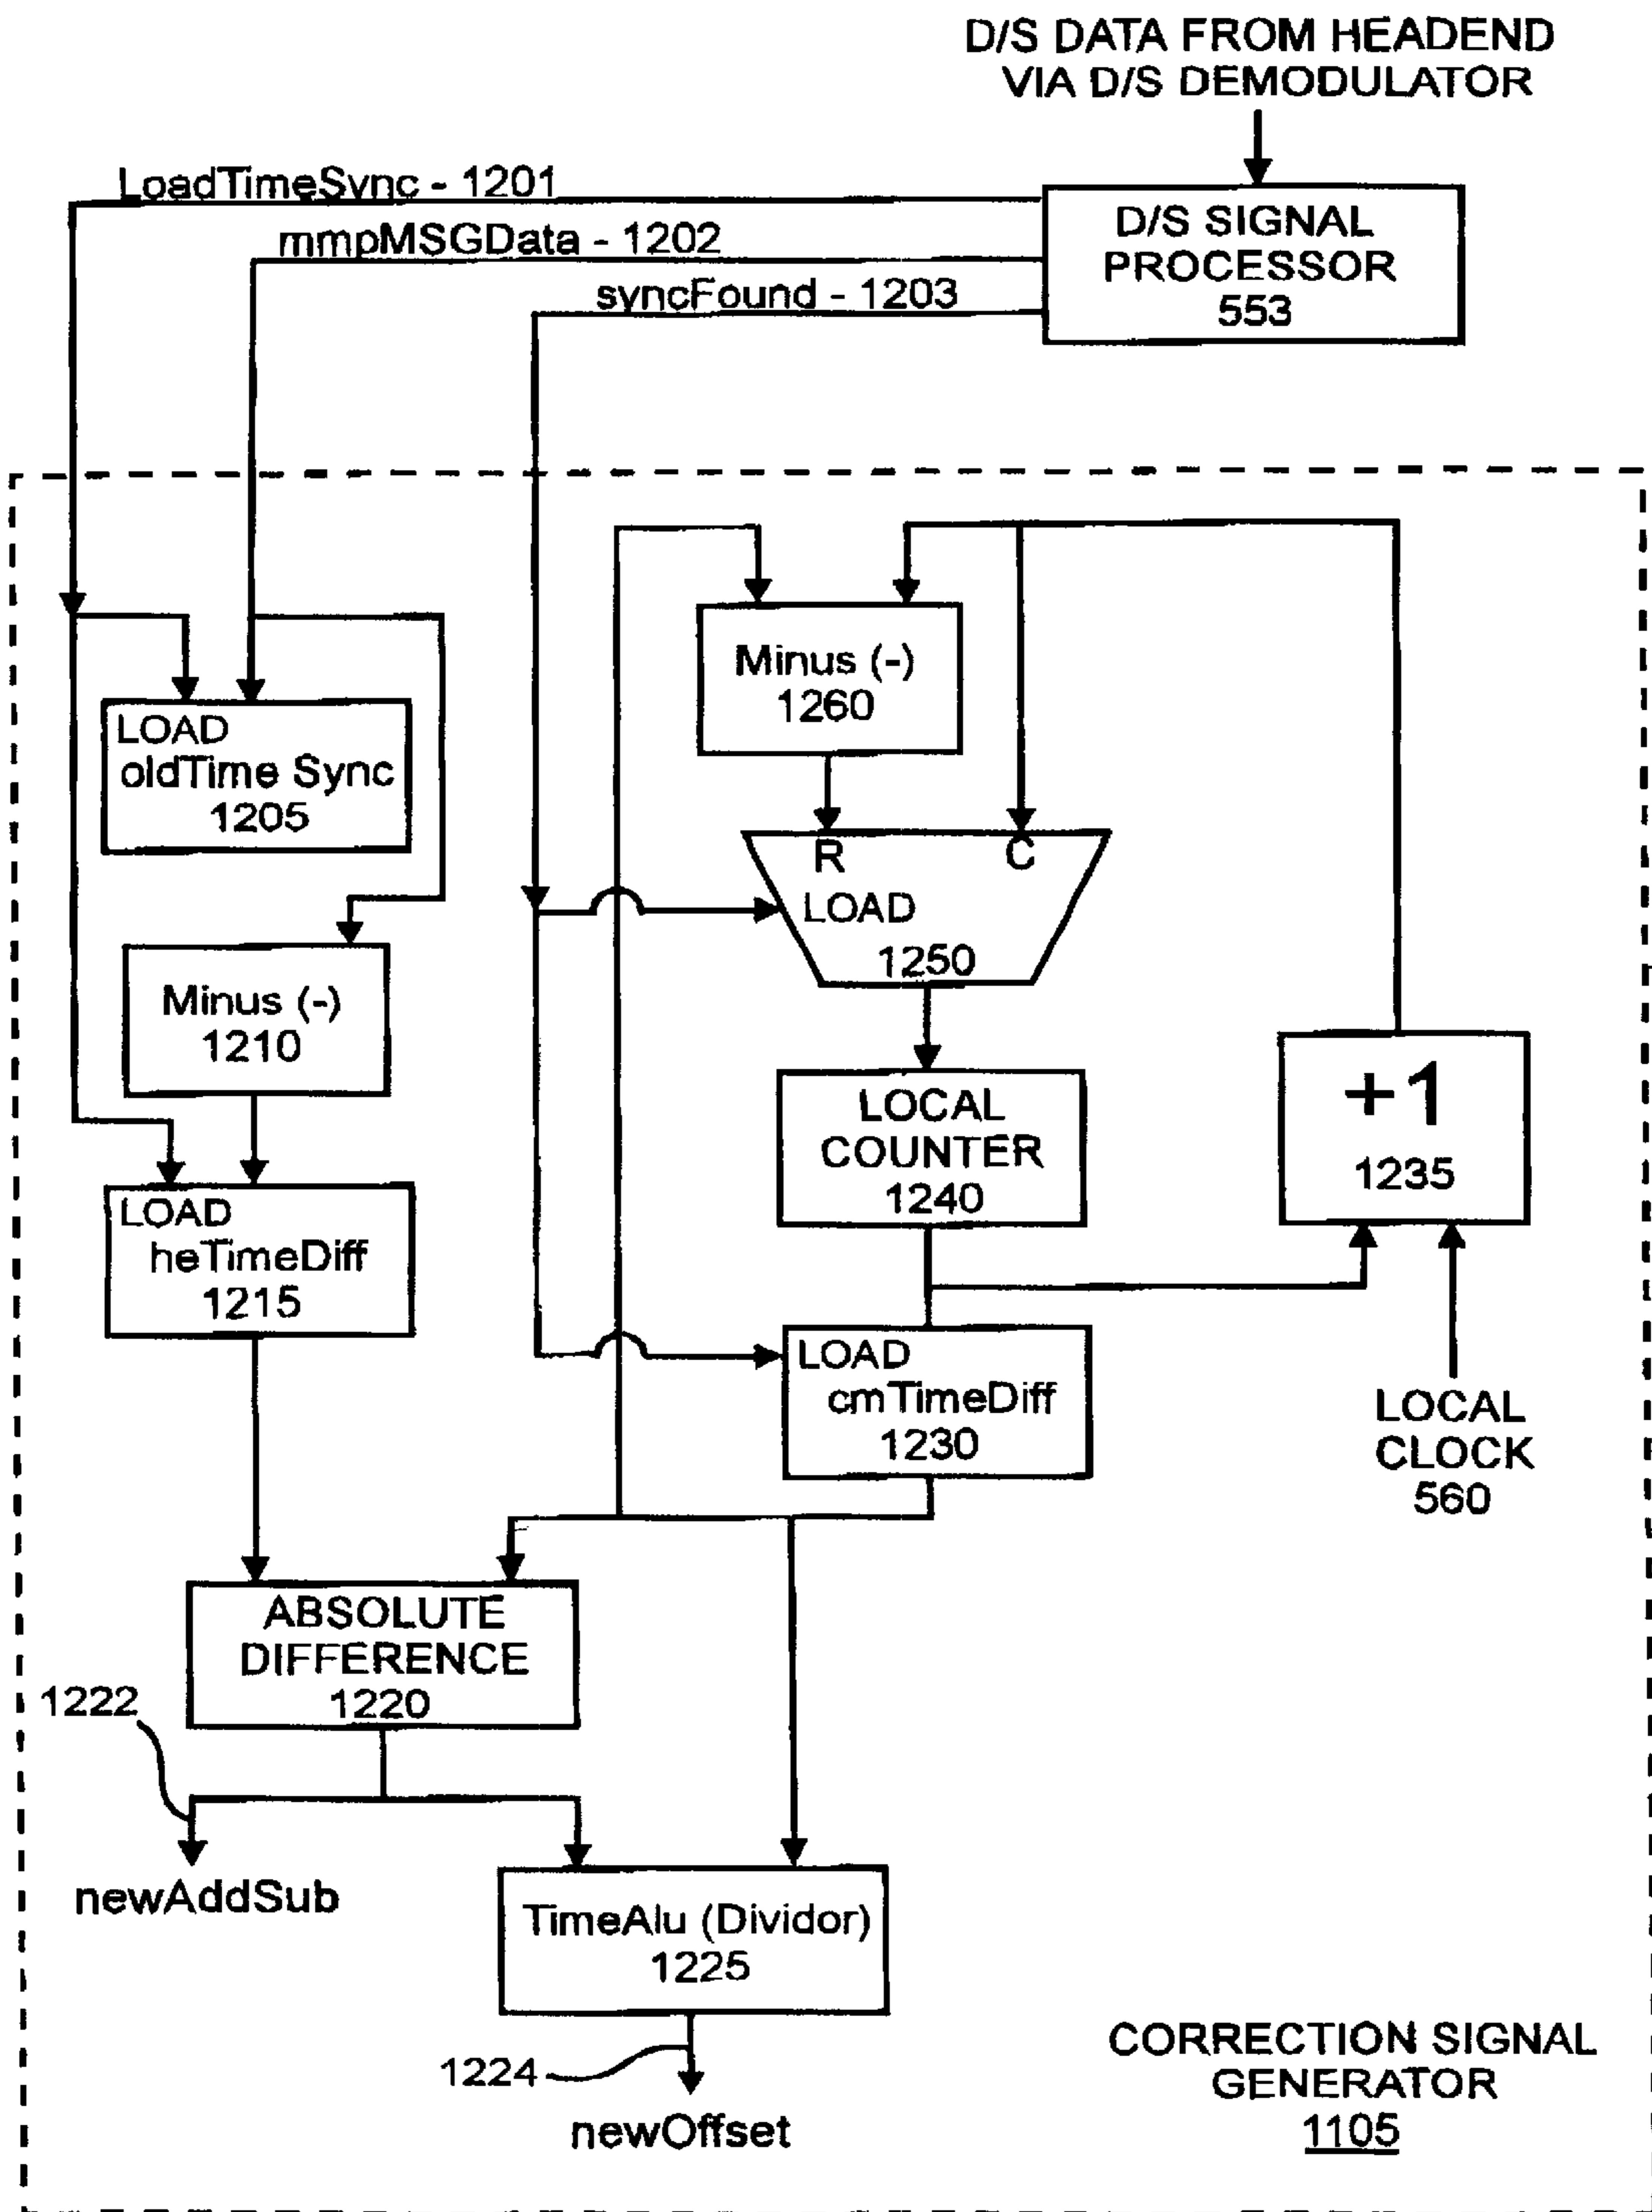 D/S DATA FROM HEADEND
VIA D/S DEMODULATOR
LoadTimeSync - 1201
mmpMSGData - 1202
syncFound - 1203
D/S SIGNAL
PROCESSOR
553
Minus (-)
1260
LOAD
oldTime Sync
1205
R
C
LOAD
1250
Minus (-)
1210
LOCAL
COUNTER
1240
+1
1235
LOAD
heTimeDiff
1215
LOAD
cmTimeDiff
1230
LOCAL
CLOCK
560
ABSOLUTE
DIFFERENCE
1220
1222
newAddSub
TimeAlu (Dividor)
1225
1224
newOffset
CORRECTION SIGNAL
GENERATOR
1105